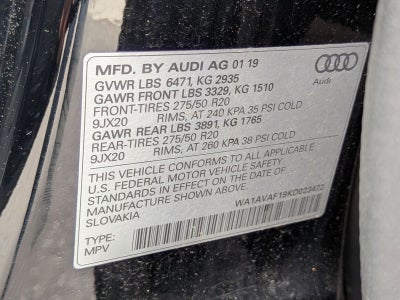 MFD. BY AUDI AG 01 19
GVWR LBS 6471, KG 2935
GAWR FRONT LBS 3329, KG 1510
FRONT-TIRES 275/50 R20
9JX20 RIMS, AT 240 KPA 35 PSI COLD
GAWR REAR LBS 3891, KG 1765
REAR-TIRES 275/50 R20
9JX20 RIMS, AT 260 KPA 38 PSI COLD
THIS VEHICLE CONFORMS TO ALL APPLICABLE
U.S. FEDERAL MOTOR VEHICLE SAFETY
STANDARDS IN EFFECT ON THE DATE OF
MANUFACTURE SHOWN ABOVE.
SLOVAKIA
WA1AVAF19KD023472
TYPE:
MPV
Audi